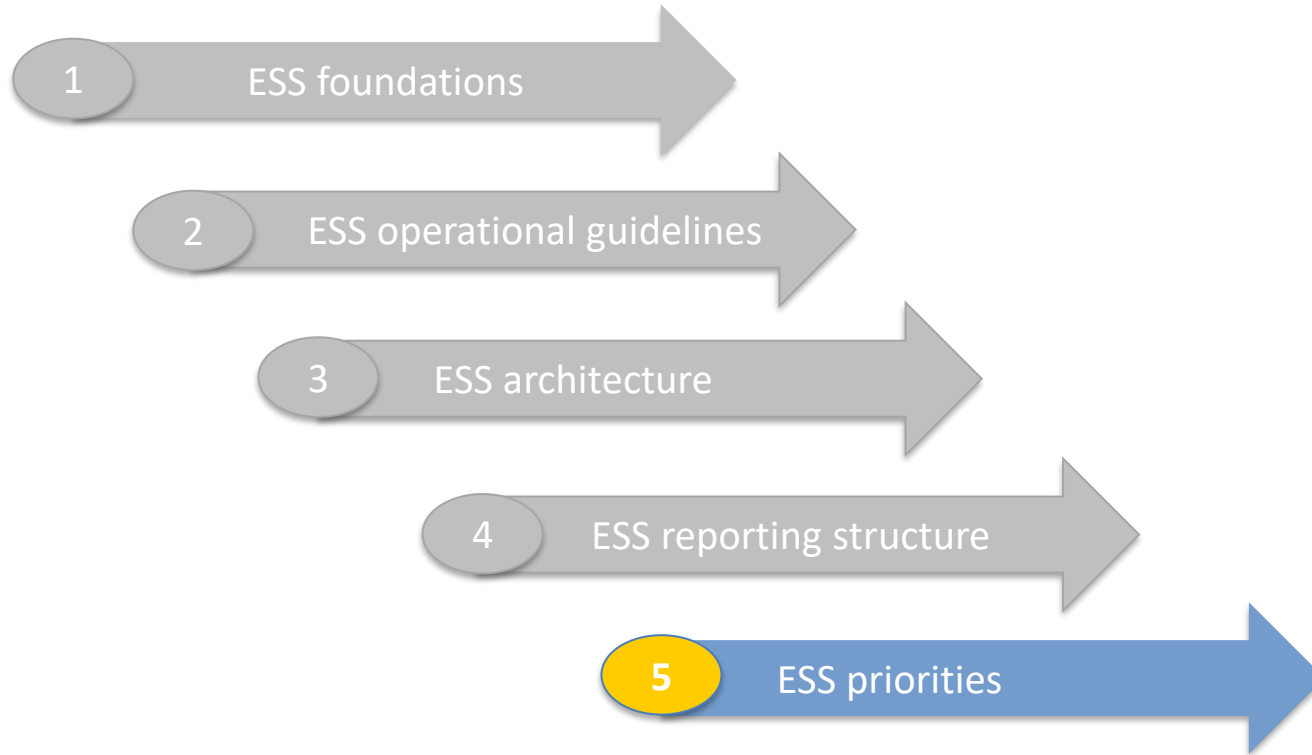 1 ESS foundations
2 ESS operational guidelines
3 ESS architecture
4 ESS reporting structure
5 ESS priorities